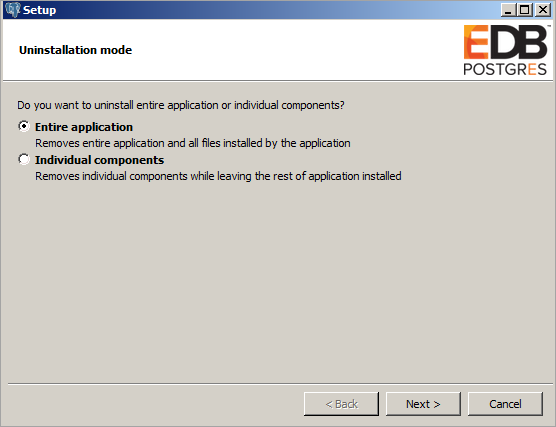 Setup
Uninstallation mode
EDB™
POSTGRES
Do you want to uninstall entire application or individual components?
Entire application
Removes entire application and all files installed by the application
Individual components
Removes individual components while leaving the rest of application installed
< Back Next > Cancel